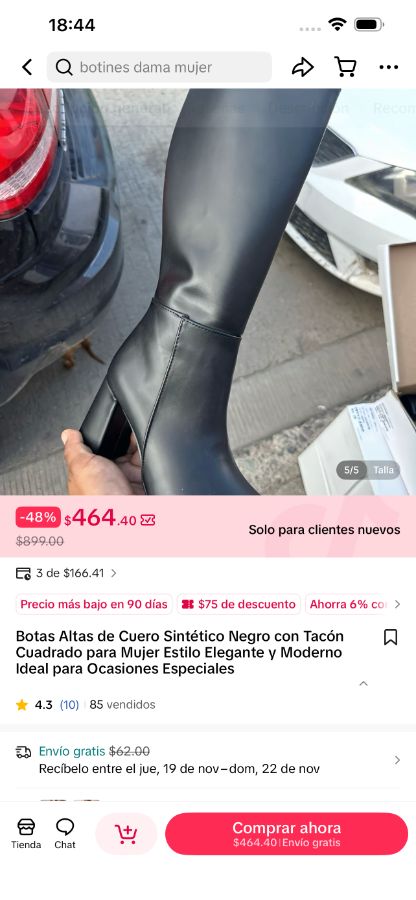 18:44
botines dama mujer
5/5 Talla
-48% $464.40
Solo para clientes nuevos
$899.00
3 de $166.41
Precio más bajo en 90 días
$75 de descuento
Ahorra 6% co
Botas Altas de Cuero Sintético Negro con Tacón
Cuadrado para Mujer Estilo Elegante y Moderno
Ideal para Ocasiones Especiales
4.3 (10) 85 vendidos
Envío gratis $62.00
Recíbelo entre el jue, 19 de nov–dom, 22 de nov
Tienda
Chat
Comprar ahora
$464.40 | Envío gratis